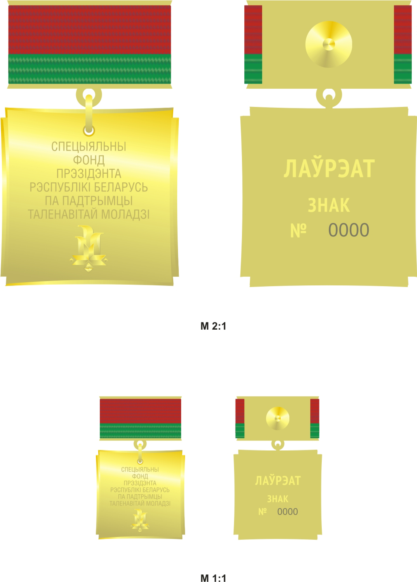 СПЕЦЫЯЛЬНЫ
ФОНД
ПРЭЗІДЭНТА
РЭСПУБЛІКІ БЕЛАРУСЬ
ПА ПАДТРЫМЦЫ
ТАЛЕНАВІТАЙ МОЛАДЗІ
ЛАЎРЭАТ
ЗНАК
№ 0000
М 2:1
СПЕЦЫЯЛЬНЫ
ФОНД
ПРЭЗІДЭНТА
РЭСПУБЛІКІ БЕЛАРУСЬ
ПА ПАДТРЫМЦЫ
ТАЛЕНАВІТАЙ МОЛАДЗІ
ЛАЎРЭАТ
ЗНАК
№ 0000
М 1:1